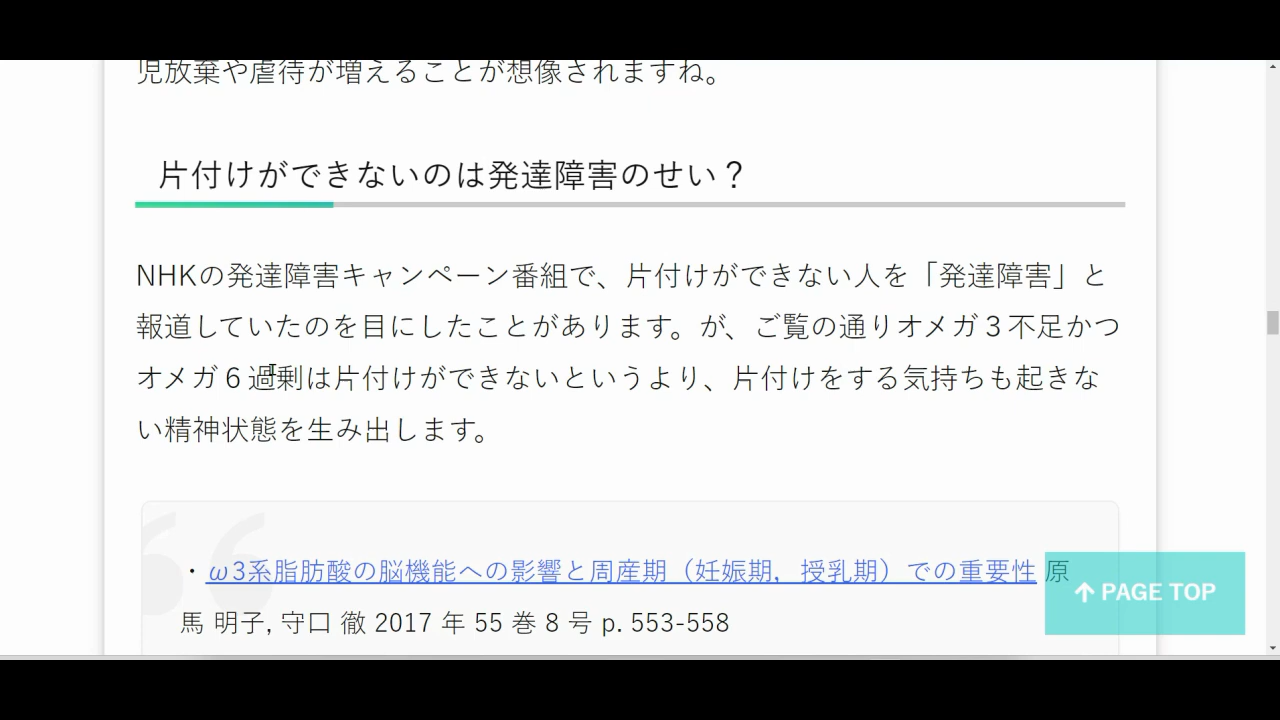 児放棄や虐待が増えることが想像されますね。
片付けができないのは発達障害のせい？
NHKの発達障害キャンペーン番組で、片付けができない人を「発達障害」と
報道していたのを目にしたことがあります。が、ご覧の通りオメガ３不足かつ
オメガ６過剰は片付けができないというより、片付けをする気持ちも起きな
い精神状態を生み出します。
・ω3系脂肪酸の脳機能への影響と周産期（妊娠期，授乳期）での重要性 原
馬 明子, 守口 徹 2017 年 55 巻 8 号 p. 553-558
↑ PAGE TOP